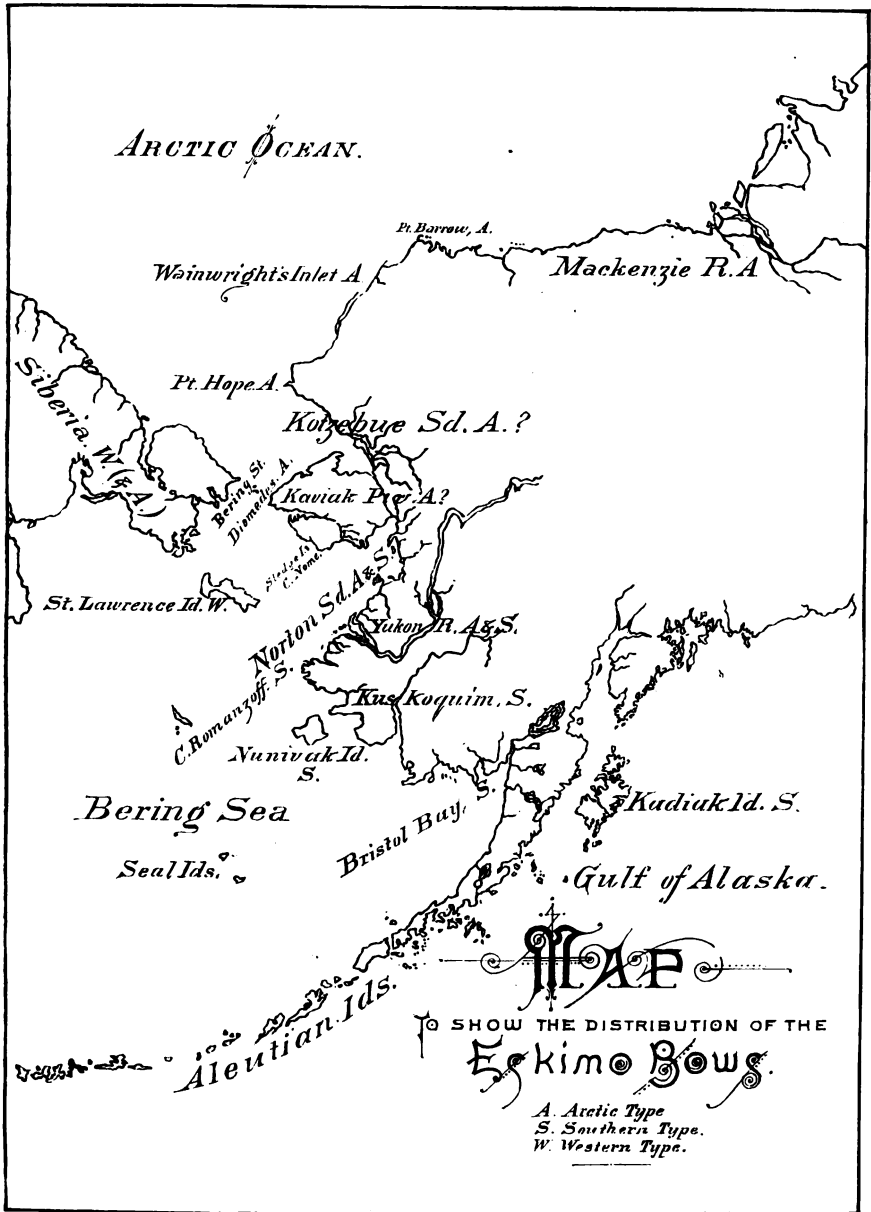 ARCTIC OCEAN.
Pt. Barrow, A.
Wainwright's Inlet A
Mackenzie R. A
Siberia. W. (& A.)
Pt. Hope A.
Kotzebue Sd. A.?
Bering St.
Diomedes. A.
Kaviak Pen. A?
Sledge Is.
C. Nome.
St. Lawrence Id. W.
Norton Sd. A & S.
Yukon R. A & S.
C. Romanzoff. S.
Kuskoquim. S.
Nunivak Id.
S.
Bering Sea
Bristol Bay, S.
Kadiak Id. S.
Seal Ids.
Gulf of Alaska.
Aleutian Ids.
MAP
TO SHOW THE DISTRIBUTION OF THE
Eskimo Bows.
A. Arctic Type
S. Southern Type.
W. Western Type.